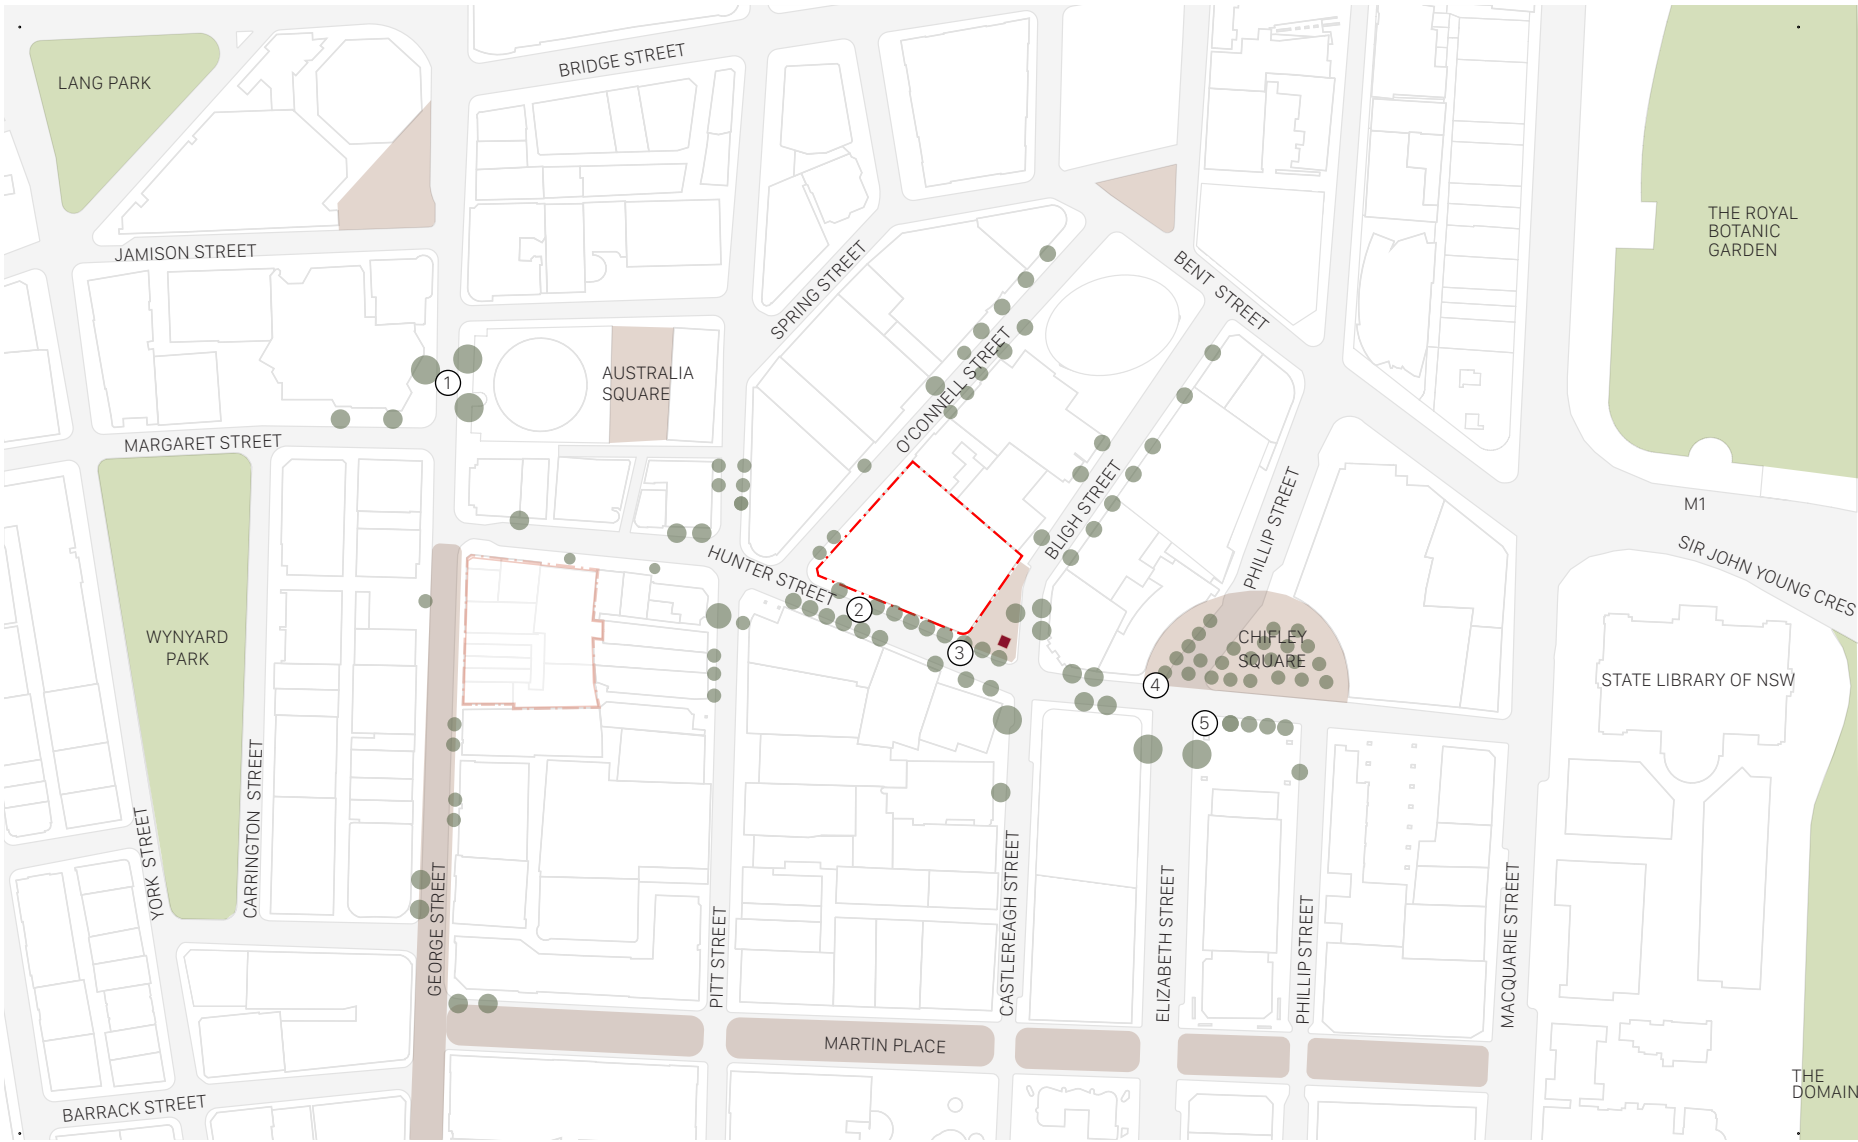 BRIDGE STREET
LANG PARK
THE ROYAL
BOTANIC
GARDEN
JAMISON STREET
SPRING STREET
BENT STREET
AUSTRALIA
SQUARE
1
O'CONNELL STREET
MARGARET STREET
M1
BLIGH STREET
PHILLIP STREET
SIR JOHN YOUNG CRES
HUNTER STREET
2
WYNYARD
PARK
3
CHIFLEY
SQUARE
4
STATE LIBRARY OF NSW
5
YORK STREET
CARRINGTON STREET
GEORGE STREET
PITT STREET
CASTLEREAGH STREET
ELIZABETH STREET
PHILLIP STREET
MACQUARIE STREET
MARTIN PLACE
THE
DOMAIN
BARRACK STREET